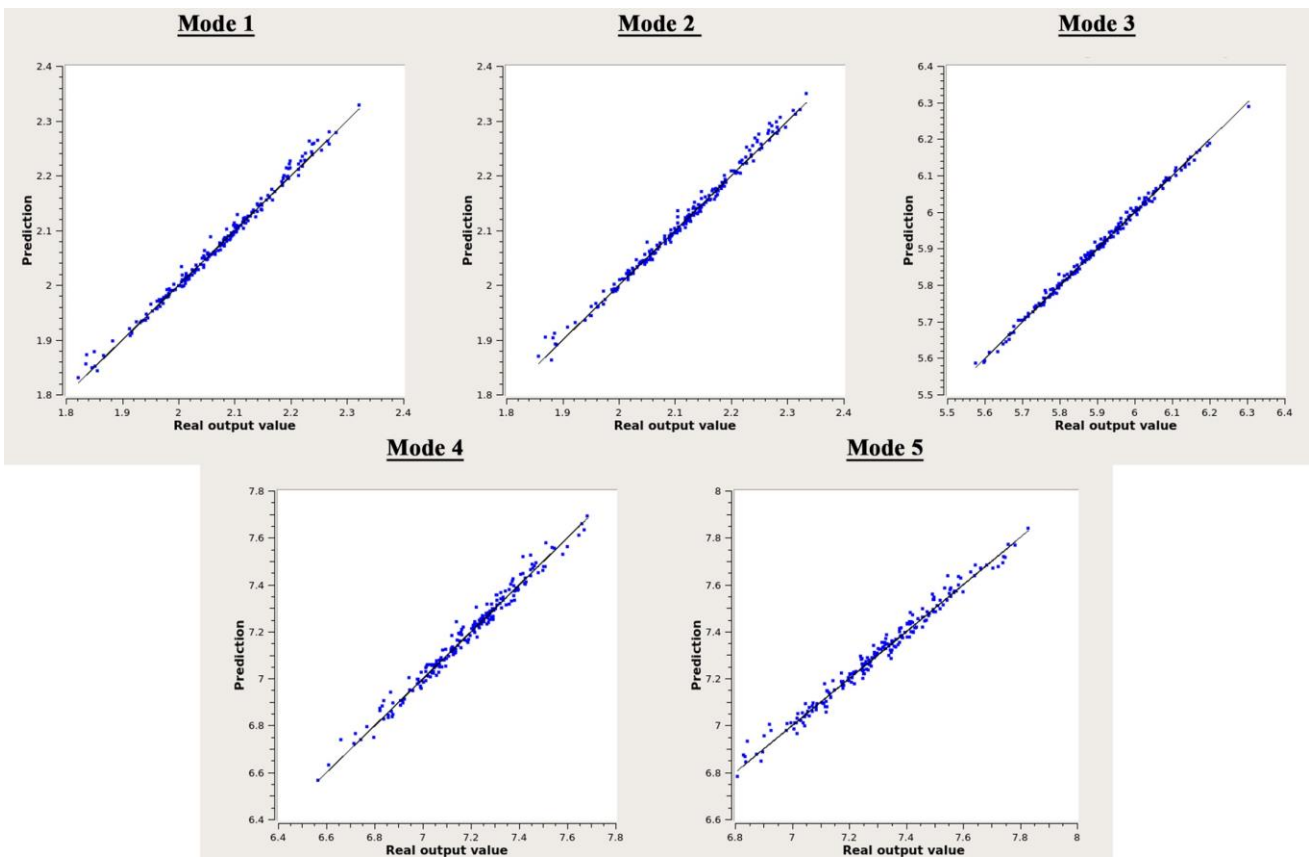 Mode 1
2.4
2.3
2.2
2.1
2
1.9
1.8
Prediction
1.8 1.9 2 2.1 2.2 2.3 2.4
Real output value
Mode 2
2.4
2.3
2.2
2.1
2
1.9
1.8
Prediction
1.8 1.9 2 2.1 2.2 2.3 2.4
Real output value
Mode 3
6.4
6.3
6.2
6.1
6
5.9
5.8
5.7
5.6
5.5
Prediction
5.5 5.6 5.7 5.8 5.9 6 6.1 6.2 6.3 6.4
Real output value
Mode 4
7.8
7.6
7.4
7.2
7
6.8
6.6
6.4
Prediction
6.4 6.6 6.8 7 7.2 7.4 7.6 7.8
Real output value
Mode 5
8
7.8
7.6
7.4
7.2
7
6.8
6.6
Prediction
6.8 7 7.2 7.4 7.6 7.8 8
Real output value